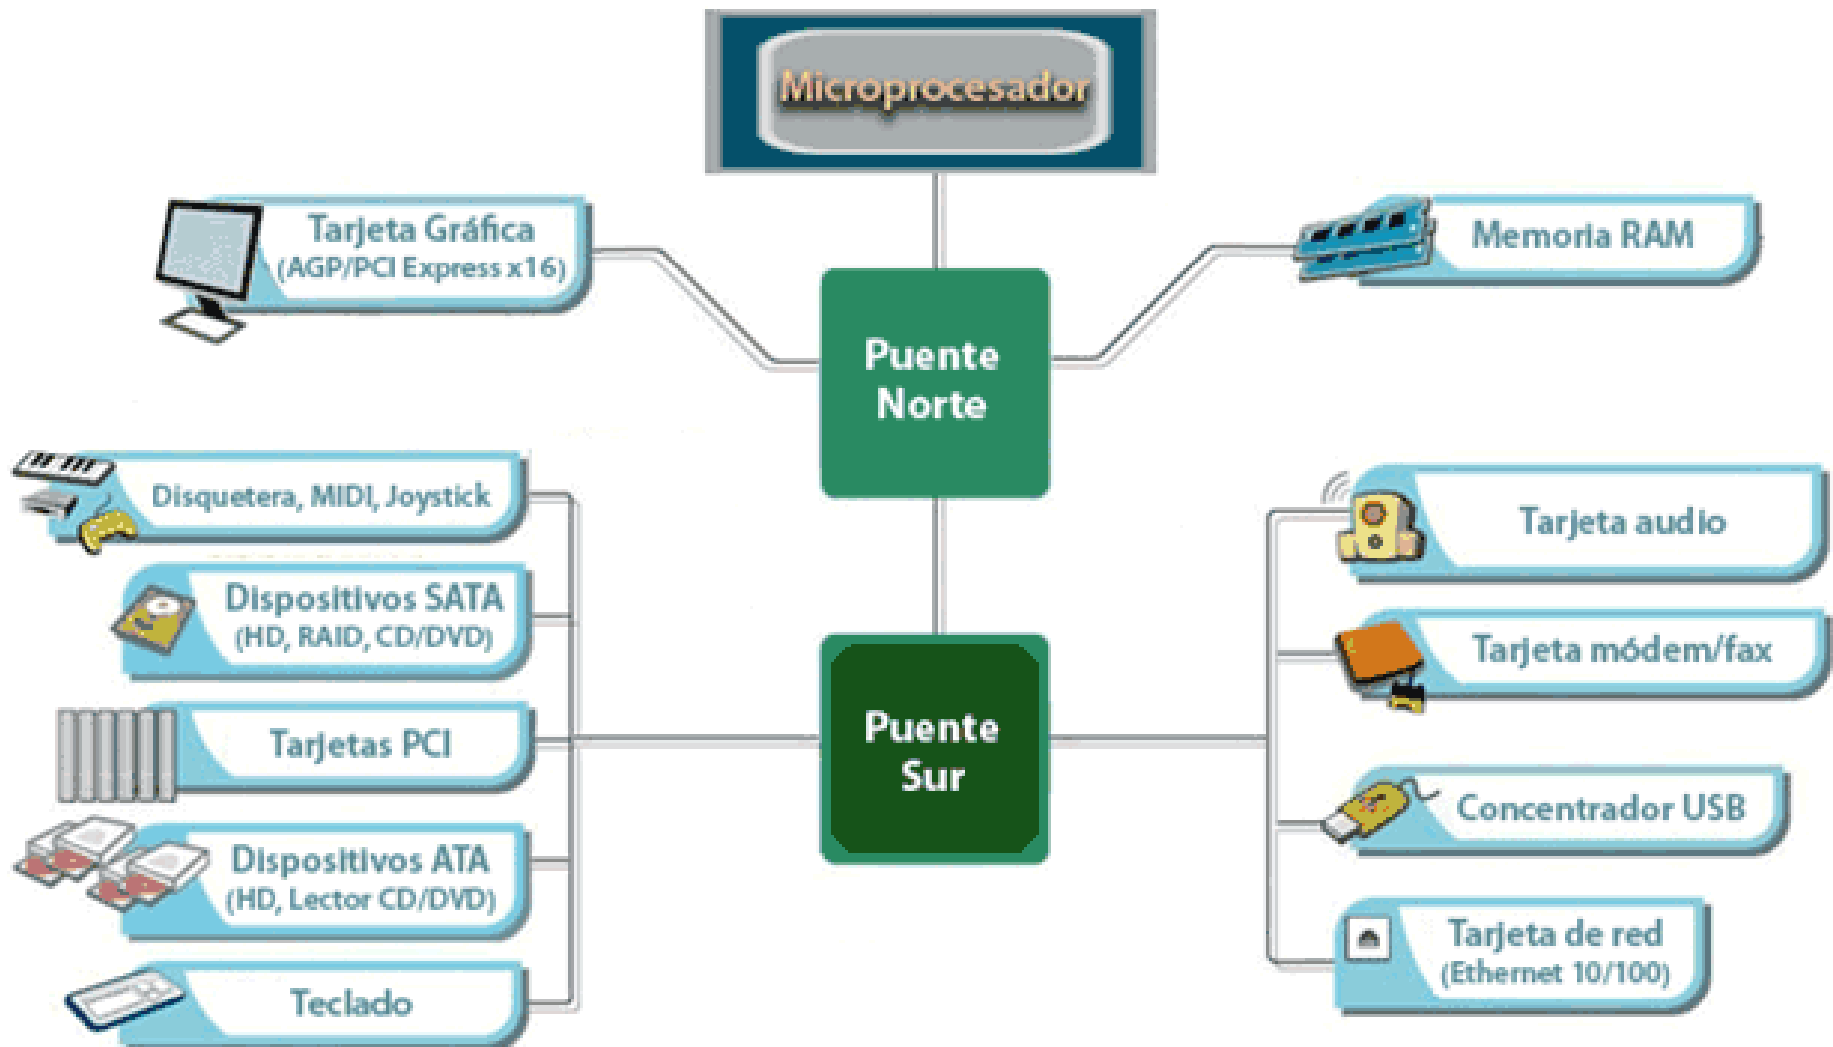 Microprocesador
Tarjeta Gráfica
(AGP/PCI Express x16)
Memoria RAM
Puente
Norte
Disquetera, MIDI, Joystick
Dispositivos SATA
(HD, RAID, CD/DVD)
Tarjetas PCI
Dispositivos ATA
(HD, Lector CD/DVD)
Teclado
Puente
Sur
Tarjeta audio
Tarjeta módem/fax
Concentrador USB
Tarjeta de red
(Ethernet 10/100)